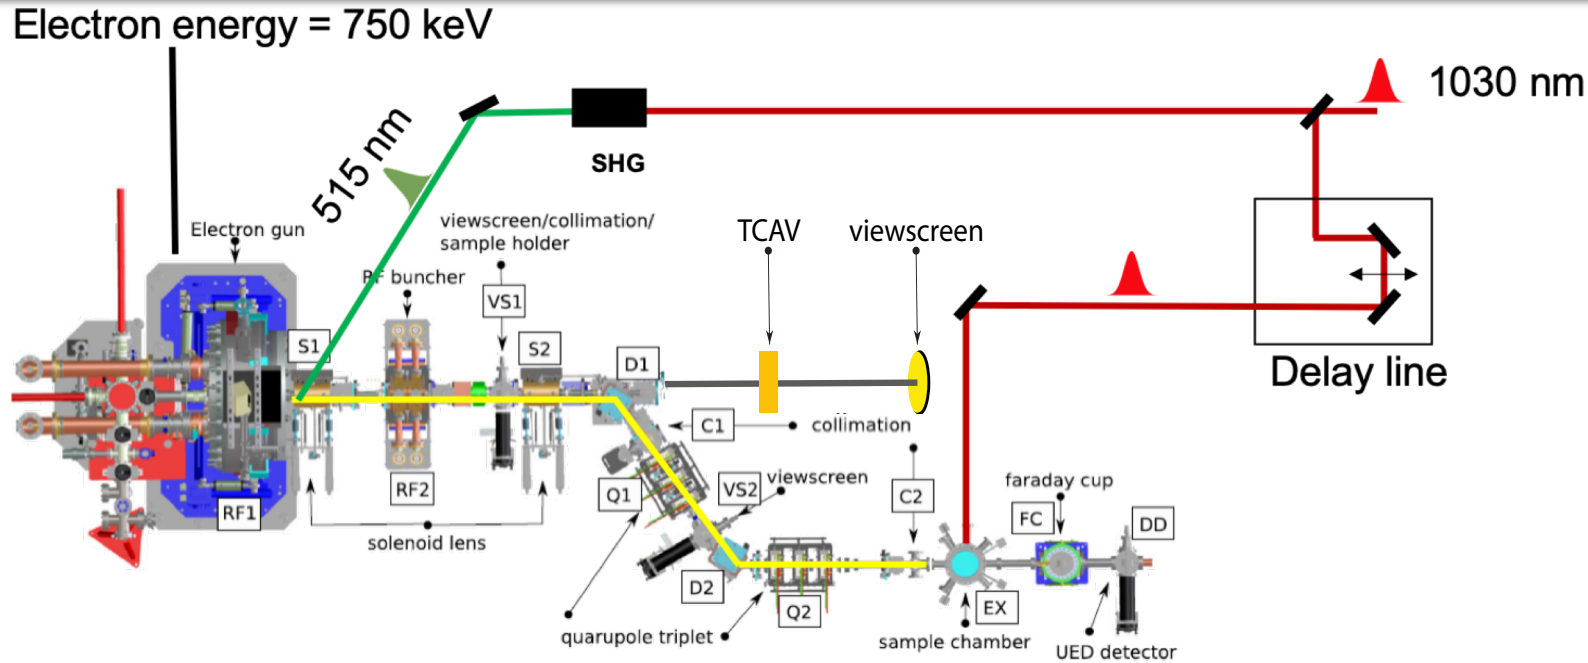 Electron energy = 750 keV
1030 nm
515 nm
SHG
Electron gun
viewscreen/collimation/
sample holder
TCAV
viewscreen
RF buncher
VS1
S1
S2
D1
Delay line
C1
collimation
RF1
RF2
Q1
VS2
viewscreen
C2
faraday cup
FC
DD
solenoid lens
D2
Q2
EX
quarupole triplet
sample chamber
UED detector